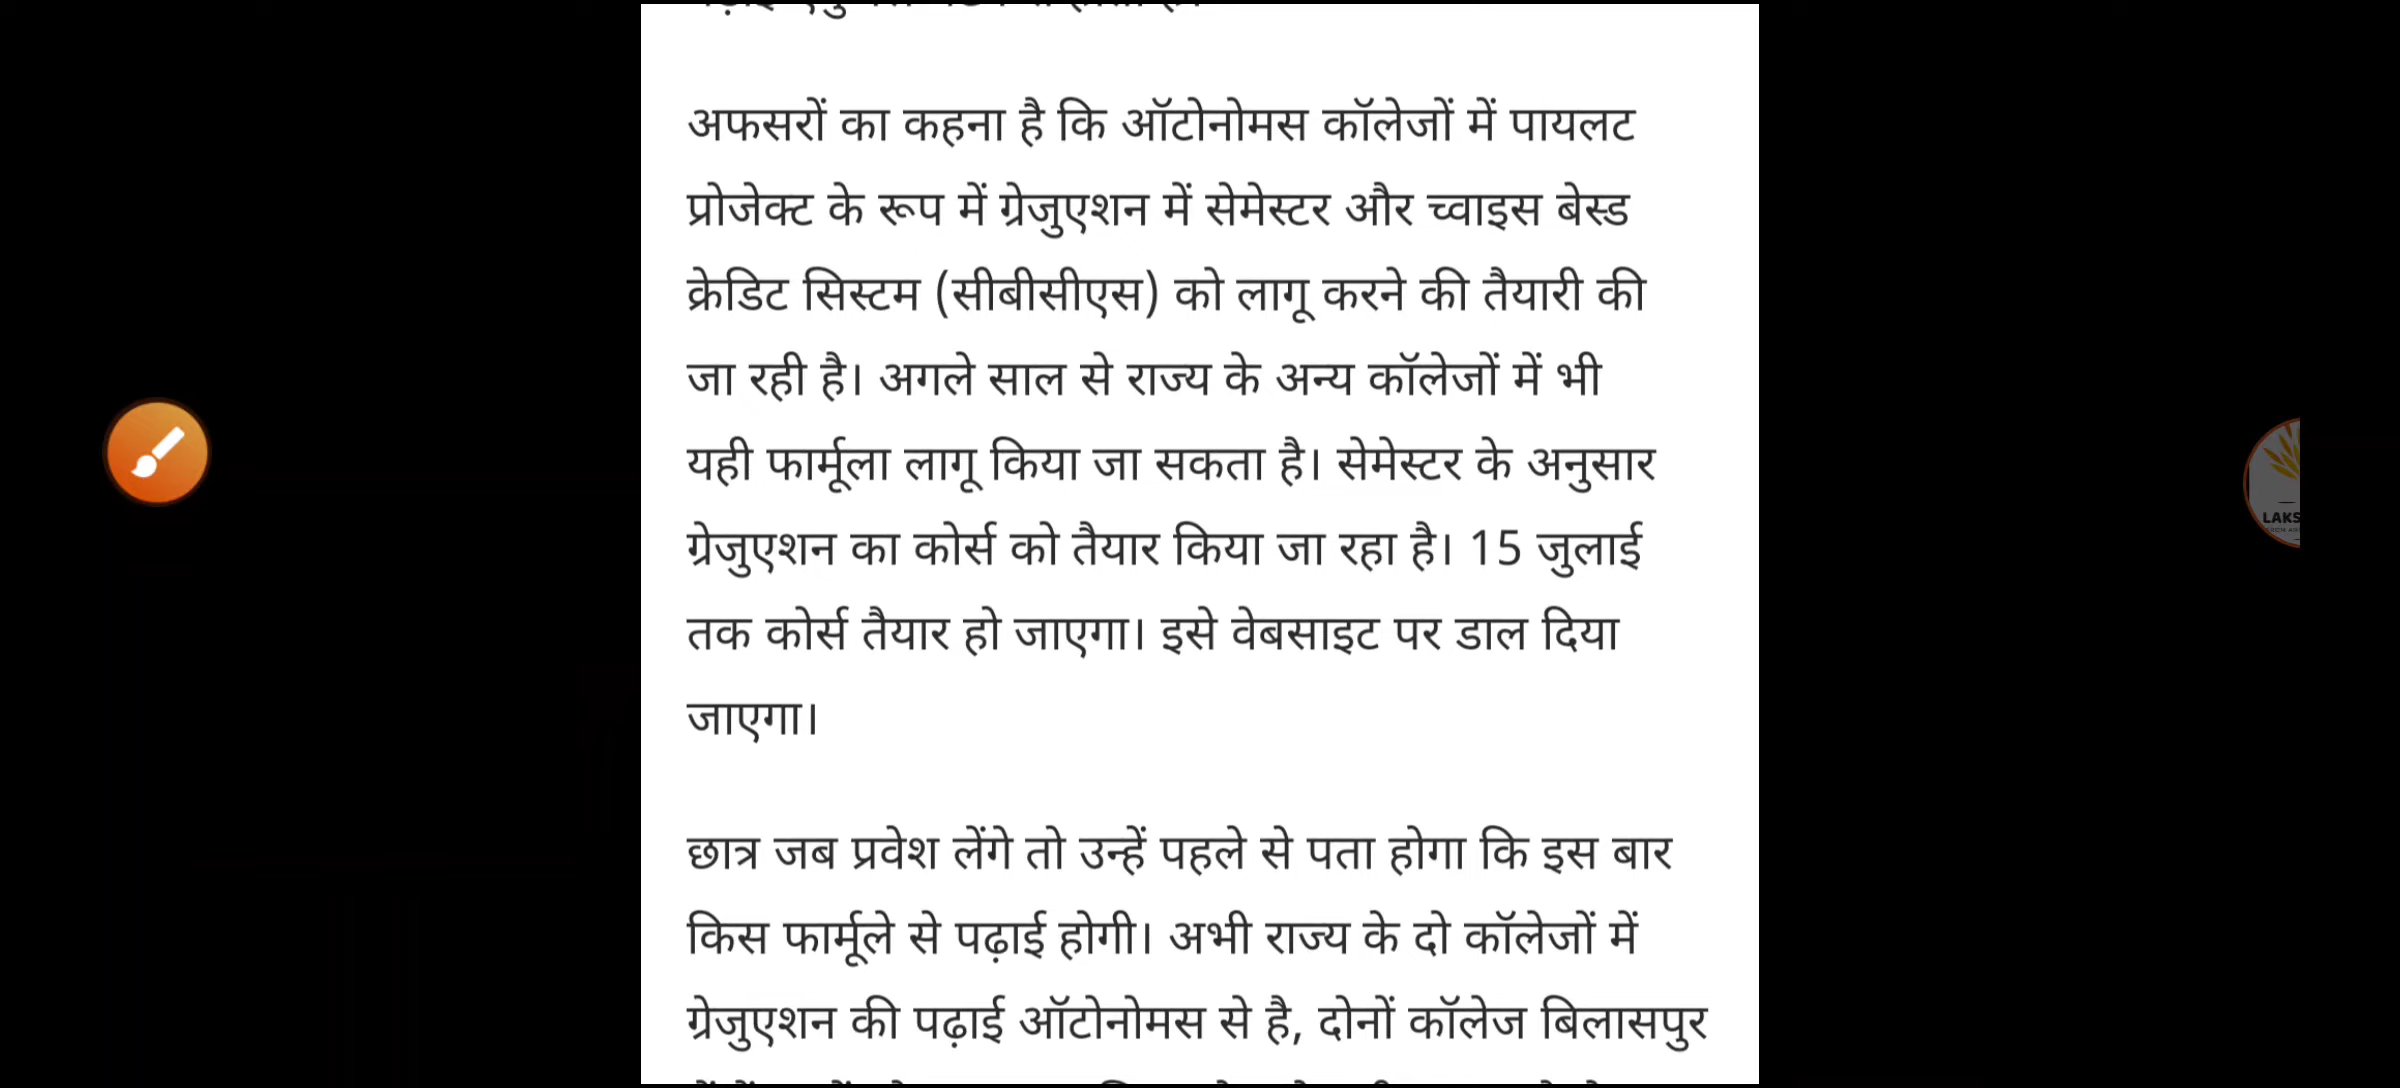 अफसरों का कहना है कि ऑटोनोमस कॉलेजों में पायलट
प्रोजेक्ट के रूप में ग्रेजुएशन में सेमेस्टर और च्वाइस बेस्ड
क्रेडिट सिस्टम (सीबीसीएस) को लागू करने की तैयारी की
जा रही है। अगले साल से राज्य के अन्य कॉलेजों में भी
यही फार्मूला लागू किया जा सकता है। सेमेस्टर के अनुसार
ग्रेजुएशन का कोर्स को तैयार किया जा रहा है। 15 जुलाई
तक कोर्स तैयार हो जाएगा। इसे वेबसाइट पर डाल दिया
जाएगा।
छात्र जब प्रवेश लेंगे तो उन्हें पहले से पता होगा कि इस बार
किस फार्मूले से पढ़ाई होगी। अभी राज्य के दो कॉलेजों में
ग्रेजुएशन की पढ़ाई ऑटोनोमस से है, दोनों कॉलेज बिलासपुर
LAKS